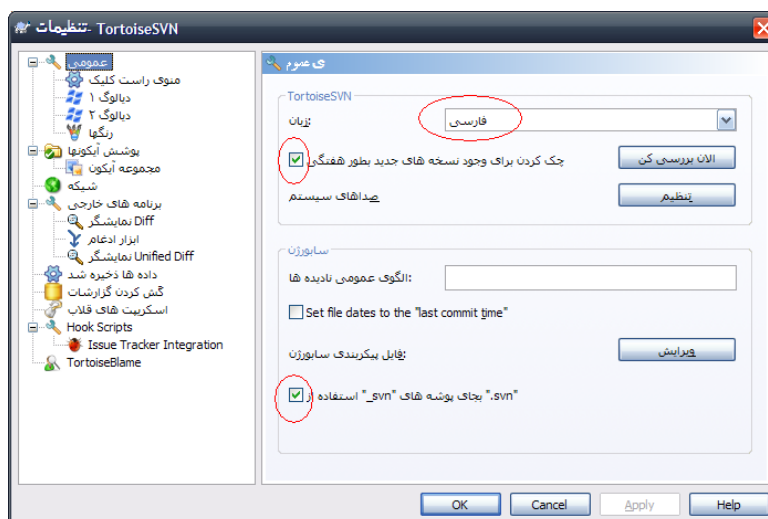 تنظیمات- TortoiseSVN
عمومی
منوی راست کلیک
دیالوگ ۱
دیالوگ ۲
رنگها
پوشش آیکونها
مجموعه آیکون
شبکه
برنامه های خارجی
نمایشگر Diff
ابزار ادغام
نمایشگر Unified Diff
داده ها ذخیره شد
گش کردن گزارشات
اسکریپت های قلاب
Hook Scripts
Issue Tracker Integration
TortoiseBlame
ی عموم
TortoiseSVN
زبان:
فارسی
چک کردن برای وجود نسخه های جدید بطور هفتگی
الان بررسی کن
صداهای سیستم
تنظیم
سابورژن
الگوی عمومی نادیده ها:
Set file dates to the "last commit time"
فایل پیکربندی سابورژن:
ویرایش
استفاده از "_svn" بجای پوشه های ".svn"
OK
Cancel
Apply
Help